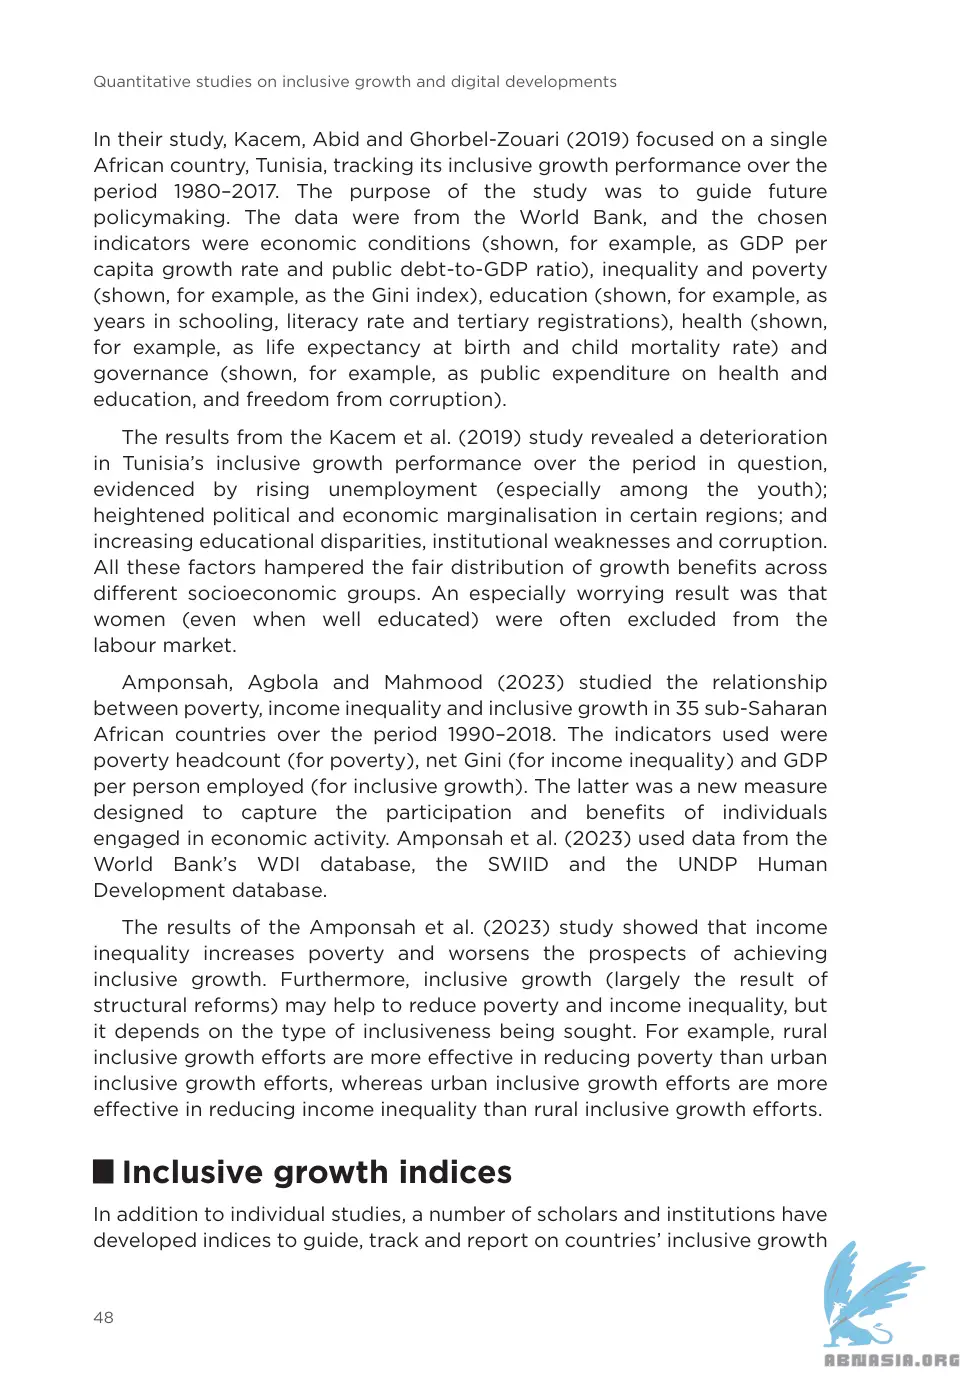 Quantitative studies on inclusive growth and digital developments
In their study, Kacem, Abid and Ghorbel-Zouari (2019) focused on a single
African country, Tunisia, tracking its inclusive growth performance over the
period 1980–2017. The purpose of the study was to guide future
policymaking. The data were from the World Bank, and the chosen
indicators were economic conditions (shown, for example, as GDP per
capita growth rate and public debt-to-GDP ratio), inequality and poverty
(shown, for example, as the Gini index), education (shown, for example, as
years in schooling, literacy rate and tertiary registrations), health (shown,
for example, as life expectancy at birth and child mortality rate) and
governance (shown, for example, as public expenditure on health and
education, and freedom from corruption).
The results from the Kacem et al. (2019) study revealed a deterioration
in Tunisia’s inclusive growth performance over the period in question,
evidenced by rising unemployment (especially among the youth);
heightened political and economic marginalisation in certain regions; and
increasing educational disparities, institutional weaknesses and corruption.
All these factors hampered the fair distribution of growth benefits across
different socioeconomic groups. An especially worrying result was that
women (even when well educated) were often excluded from the
labour market.
Amponsah, Agbola and Mahmood (2023) studied the relationship
between poverty, income inequality and inclusive growth in 35 sub-Saharan
African countries over the period 1990–2018. The indicators used were
poverty headcount (for poverty), net Gini (for income inequality) and GDP
per person employed (for inclusive growth). The latter was a new measure
designed to capture the participation and benefits of individuals
engaged in economic activity. Amponsah et al. (2023) used data from the
World Bank’s WDI database, the SWIID and the UNDP Human
Development database.
The results of the Amponsah et al. (2023) study showed that income
inequality increases poverty and worsens the prospects of achieving
inclusive growth. Furthermore, inclusive growth (largely the result of
structural reforms) may help to reduce poverty and income inequality, but
it depends on the type of inclusiveness being sought. For example, rural
inclusive growth efforts are more effective in reducing poverty than urban
inclusive growth efforts, whereas urban inclusive growth efforts are more
effective in reducing income inequality than rural inclusive growth efforts.
Inclusive growth indices
In addition to individual studies, a number of scholars and institutions have
developed indices to guide, track and report on countries’ inclusive growth
48
ABNASIA.ORG